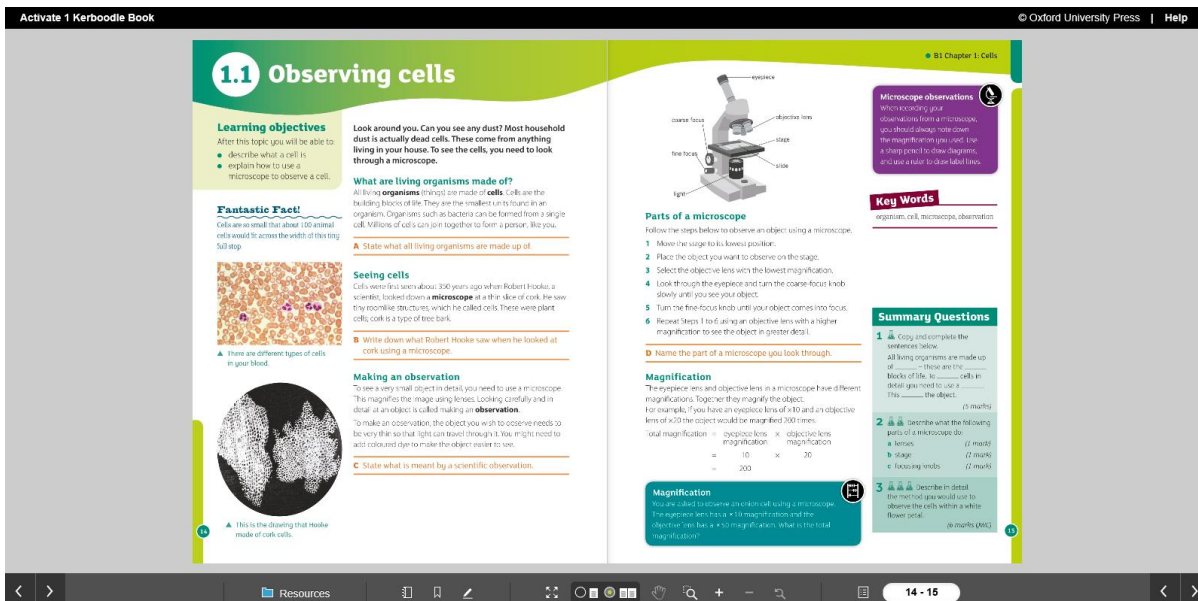 Activate 1 Kerboodle Book
© Oxford University Press | Help
1.1 Observing cells
Learning objectives
After this topic you will be able to:
● describe what a cell is
● explain how to use a
microscope to observe a cell.
Fantastic Fact!
Cells are so small that about 100 animal
cells would fit across the width of this tiny
full stop
▲ There are different types of cells
in your blood.
▲ This is the drawing that Hooke
made of cork cells.
14
Look around you. Can you see any dust? Most household
dust is actually dead cells. These come from anything
living in your house. To see the cells, you need to look
through a microscope.
What are living organisms made of?
All living organisms (things) are made of cells. Cells are the
building blocks of life. They are the smallest units found in an
organism. Organisms such as bacteria can be formed from a single
cell. Millions of cells can join together to form a person, like you.
A State what all living organisms are made up of.
Seeing cells
Cells were first seen about 350 years ago when Robert Hooke, a
scientist, looked down a microscope at a thin slice of cork. He saw
tiny roomlike structures, which he called cells. These were plant
cells; cork is a type of tree bark.
B Write down what Robert Hooke saw when he looked at
cork using a microscope.
Making an observation
To see a very small object in detail, you need to use a microscope.
This magnifies the image using lenses. Looking carefully and in
detail at an object is called making an observation.
To make an observation, the object you wish to observe needs to
be very thin so that light can travel through it. You might need to
add coloured dye to make the object easier to see.
C State what is meant by a scientific observation.
● B1 Chapter 1: Cells
eyepiece
coarse focus
objective lens
stage
fine focus
slide
light
Parts of a microscope
Follow the steps below to observe an object using a microscope.
1 Move the stage to its lowest position.
2 Place the object you want to observe on the stage.
3 Select the objective lens with the lowest magnification.
4 Look through the eyepiece and turn the coarse-focus knob
slowly until you see your object.
5 Turn the fine-focus knob until your object comes into focus.
6 Repeat Steps 1 to 6 using an objective lens with a higher
magnification to see the object in greater detail.
D Name the part of a microscope you look through.
Magnification
The eyepiece lens and objective lens in a microscope have different
magnifications. Together they magnify the object.
For example, if you have an eyepiece lens of ×10 and an objective
lens of ×20 the object would be magnified 200 times.
Total magnification = eyepiece lens × objective lens
magnification magnification
= 10 × 20
= 200
Magnification
You are asked to observe an onion cell using a microscope.
The eyepiece lens has a ×10 magnification and the
objective lens has a ×50 magnification. What is the total
magnification?
Microscope observations
When recording your
observations from a microscope,
you should always note down
the magnification you used. Use
a sharp pencil to draw diagrams,
and use a ruler to draw label lines.
Key Words
organism, cell, microscope, observation
Summary Questions
1 Copy and complete the
sentences below.
All living organisms are made up
of ______ – these are the ______
blocks of life. To ______ cells in
detail you need to use a ______.
This ______ the object.
(5 marks)
2 Describe what the following
parts of a microscope do:
a lenses (1 mark)
b stage (1 mark)
c focusing knobs (1 mark)
3 Describe in detail
the method you would use to
observe the cells within a white
flower petal.
(6 marks QWC)
15
Resources
14 - 15